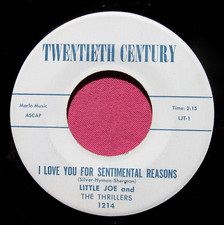 TWENTIETH CENTURY
Marlo Music
ASCAP
Time: 2:15
LJT-1
I LOVE YOU FOR SENTIMENTAL REASONS
(Silver-Hyman-Shergron)
LITTLE JOE and
THE THRILLERS
1214